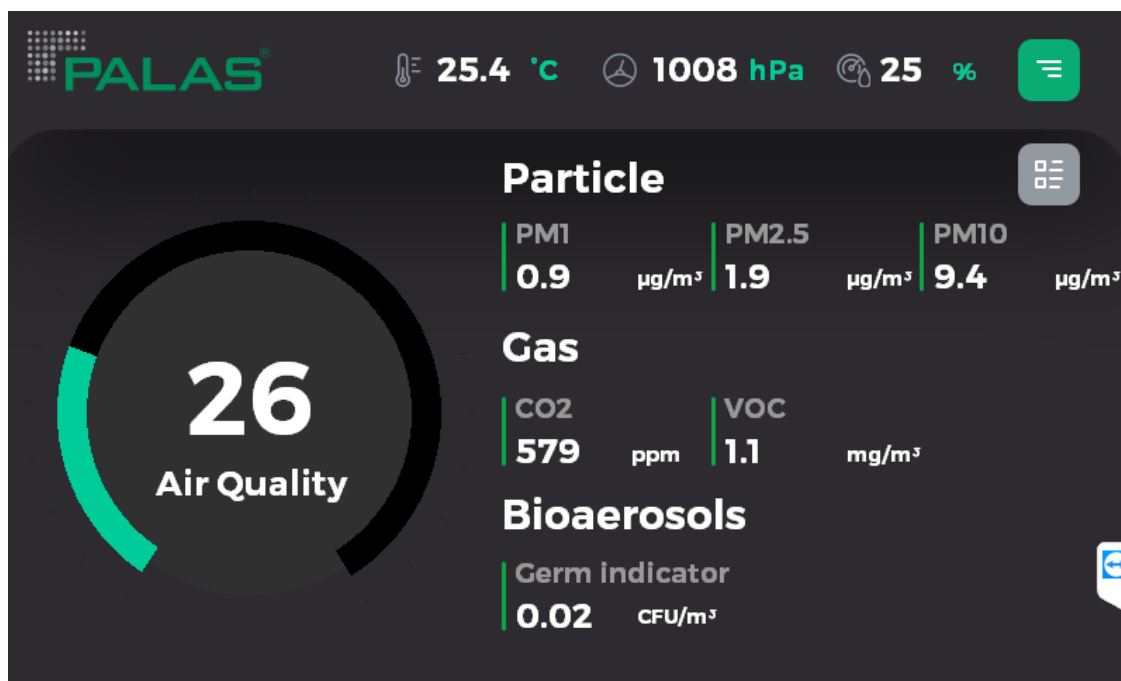 PALAS®
25.4 °C 1008 hPa 25 %
Particle
PM1 PM2.5 PM10
0.9 µg/m³ 1.9 µg/m³ 9.4 µg/m³
26
Air Quality
Gas
CO2 VOC
579 ppm 1.1 mg/m³
Bioaerosols
Germ indicator
0.02 CFU/m³